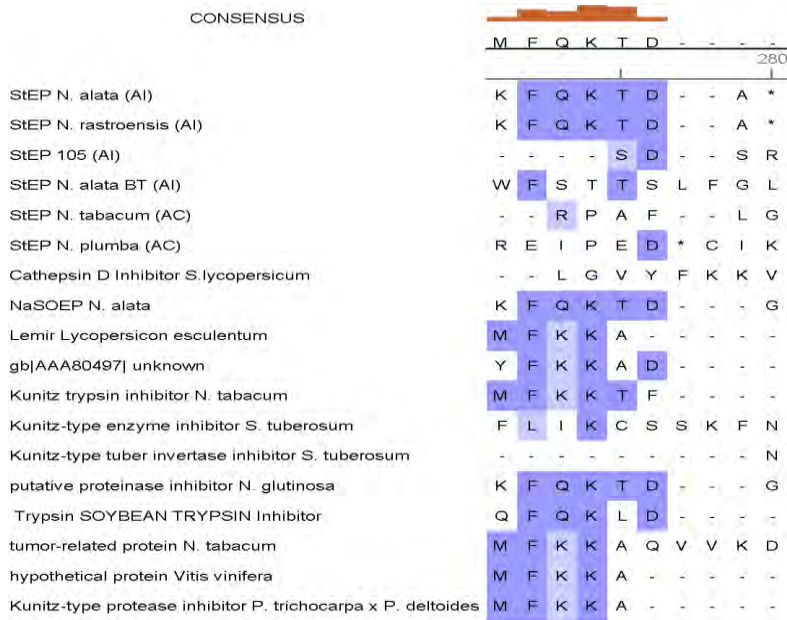 CONSENSUS
M F Q K T D - - - -
280
StEP N. alata (AI) K F Q K T D - - A *
StEP N. rastroensis (AI) K F Q K T D - - A *
StEP 105 (AI) - - - - S D - - S R
StEP N. alata BT (AI) W F S T T S L F G L
StEP N. tabacum (AC) - - R P A F - - L G
StEP N. plumba (AC) R E I P E D * C I K
Cathepsin D Inhibitor S.lycopersicum - - L G V Y F K K V
NaSOEP N. alata K F Q K T D - - - G
Lemir Lycopersicon esculentum M F K K A - - - - -
gb|AAA80497| unknown Y F K K A D - - - -
Kunitz trypsin inhibitor N. tabacum M F K K T F - - - -
Kunitz-type enzyme inhibitor S. tuberosum F L I K C S S K F N
Kunitz-type tuber invertase inhibitor S. tuberosum - - - - - - - - - N
putative proteinase inhibitor N. glutinosa K F Q K T D - - - G
Trypsin SOYBEAN TRYPSIN Inhibitor Q F Q K L D - - - -
tumor-related protein N. tabacum M F K K A Q V V K D
hypothetical protein Vitis vinifera M F K K A - - - - -
Kunitz-type protease inhibitor P. trichocarpa x P. deltoides M F K K A - - - - -